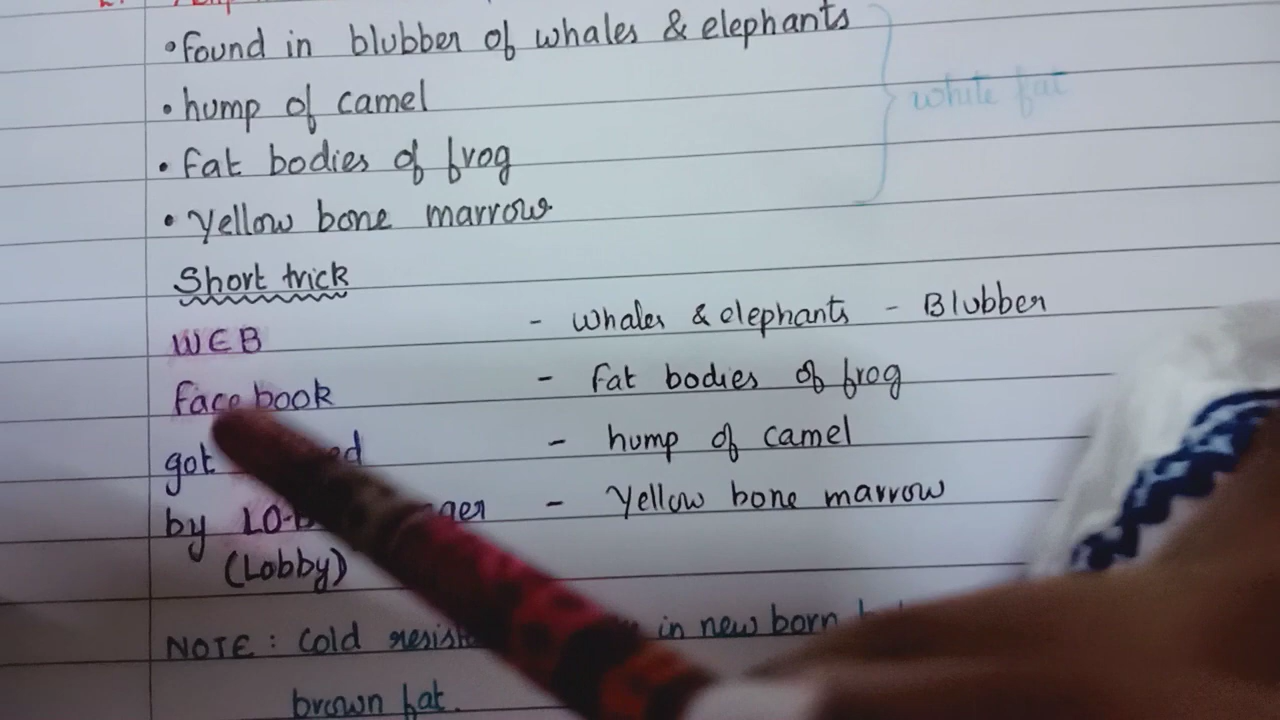 • Found in blubber of whales & elephants
• hump of camel
white fat
• Fat bodies of frog
• Yellow bone marrow
Short trick
WEB - Whales & elephants - Blubber
Facebook - Fat bodies of frog
got - hump of camel
by - Yellow bone marrow
(Lobby)
NOTE : Cold in new born
brown fat.